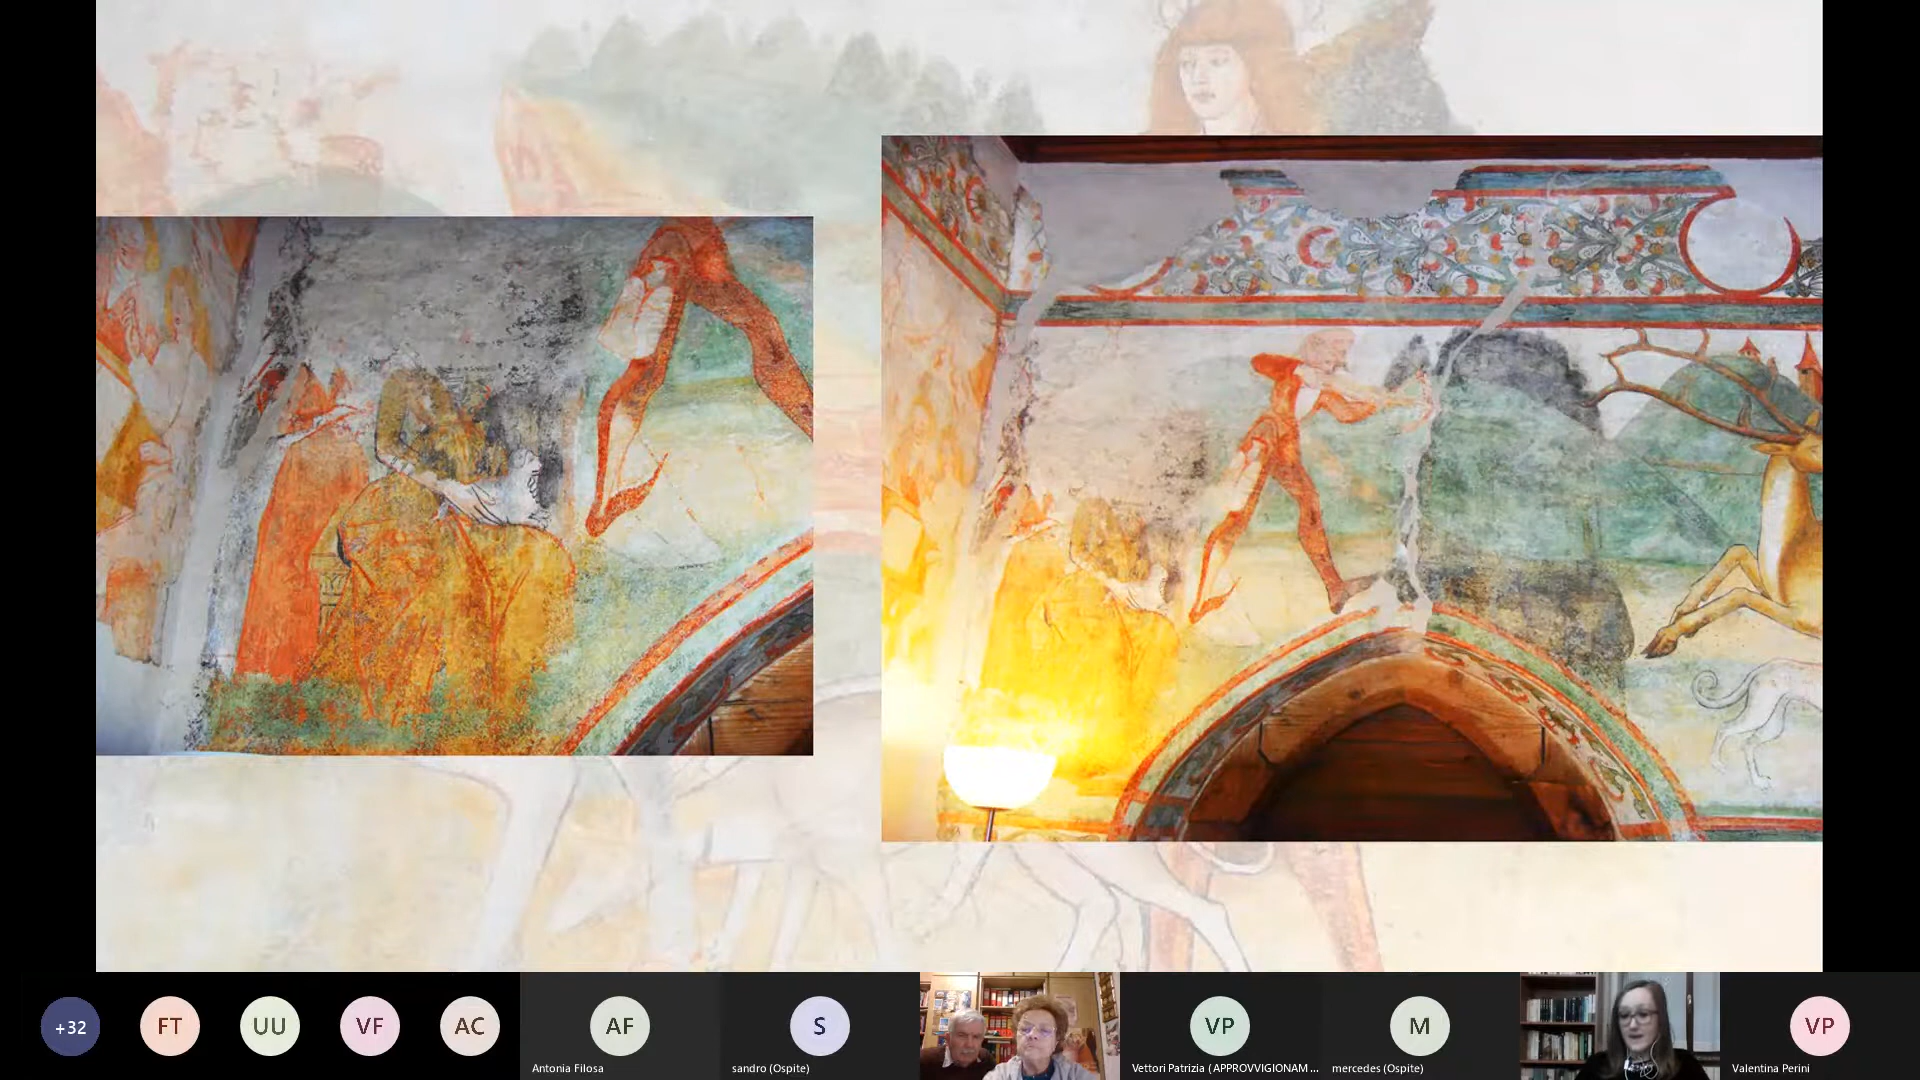 +32
FT
UU
VF
AC
AF
Antonia Filosa
S
sandro (Ospite)
VP
Vettori Patrizia ( APPROVVIGIONAM ...
M
mercedes (Ospite)
VP
Valentina Perini